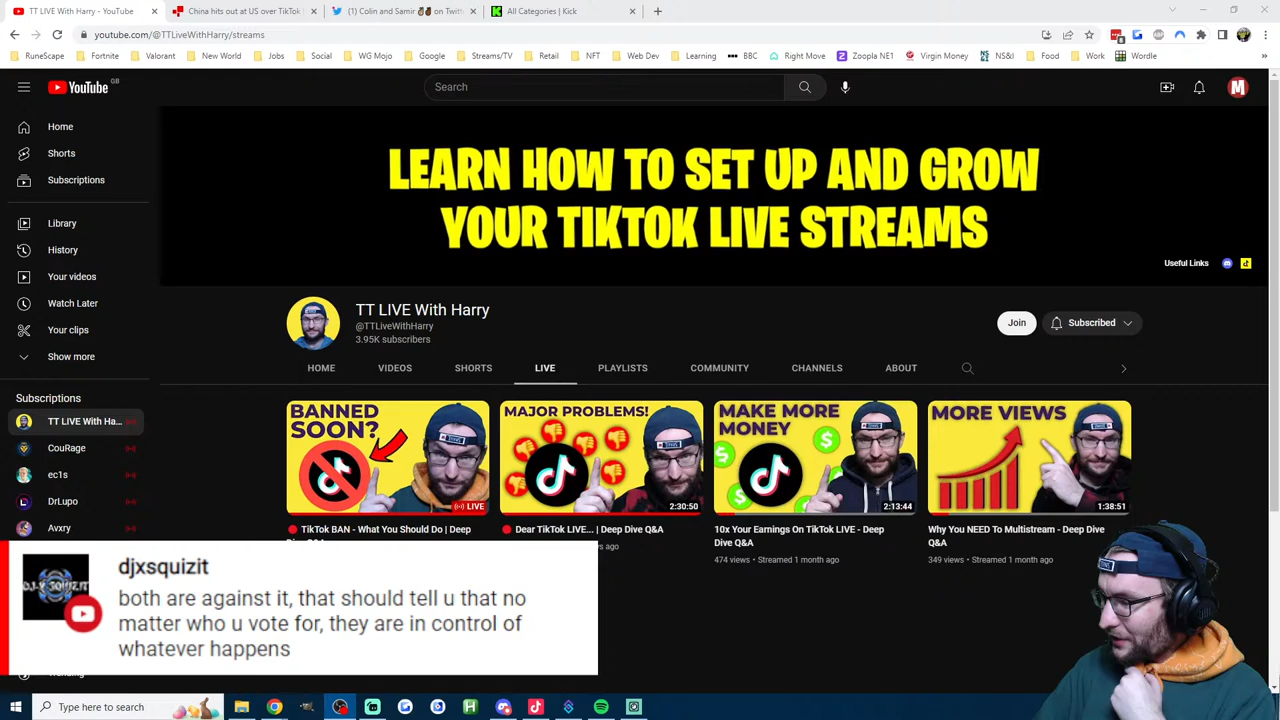 TT LIVE With Harry - YouTube
China hits out at US over TikTok
(1) Colin and Samir on Twit
All Categories | Kick
youtube.com/@TTLiveWithHarry/streams
RuneScape
Fortnite
Valorant
New World
Jobs
Social
WG Mojo
Google
Streams/TV
Retail
NFT
Web Dev
Learning
BBC
Right Move
Zoopla NE1
Virgin Money
NS&I
Food
Work
Wordle
YouTube GB
Search
M
Home
Shorts
Subscriptions
Library
History
Your videos
Watch Later
Your clips
Show more
Subscriptions
TT LIVE With Ha...
CouRage
ec1s
DrLupo
Avxry
LEARN HOW TO SET UP AND GROW
YOUR TIKTOK LIVE STREAMS
Useful Links
TT LIVE With Harry
@TTLiveWithHarry
3.95K subscribers
Join
Subscribed
HOME
VIDEOS
SHORTS
LIVE
PLAYLISTS
COMMUNITY
CHANNELS
ABOUT
BANNED
SOON?
LIVE
TikTok BAN - What You Should Do | Deep
Dive Q&A
MAJOR PROBLEMS!
2:30:50
Dear TikTok LIVE... | Deep Dive Q&A
ago
MAKE MORE
MONEY
2:13:44
10x Your Earnings On TikTok LIVE - Deep
Dive Q&A
474 views • Streamed 1 month ago
MORE VIEWS
1:38:51
Why You NEED To Multistream - Deep Dive
Q&A
349 views • Streamed 1 month ago
djxsquizit
both are against it, that should tell u that no
matter who u vote for, they are in control of
whatever happens
Trending
Type here to search